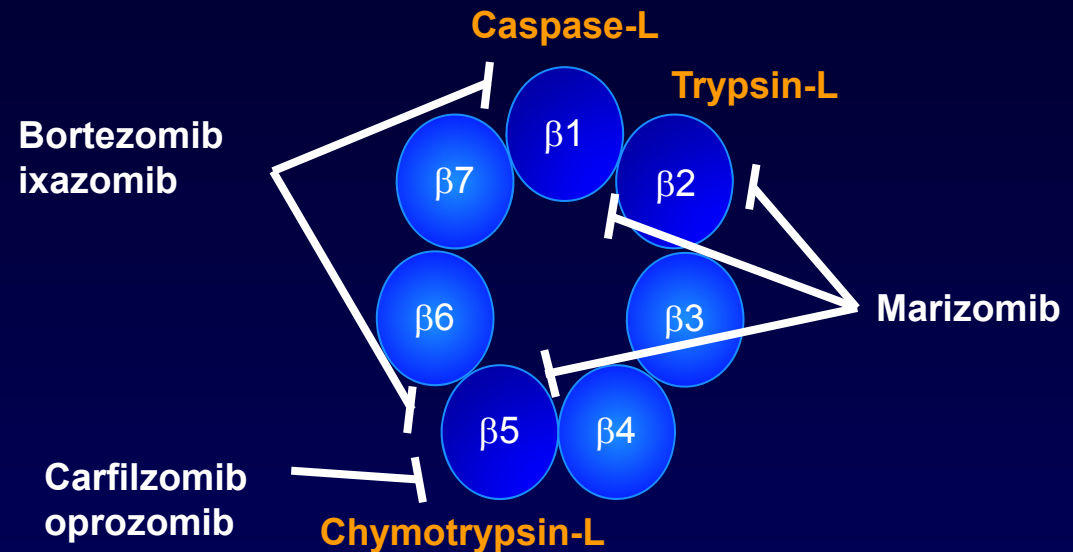 Caspase-L
Trypsin-L
Bortezomib
ixazomib
β1
β7
β2
β6
β3
Marizomib
β5
β4
Carfilzomib
oprozomib
Chymotrypsin-L